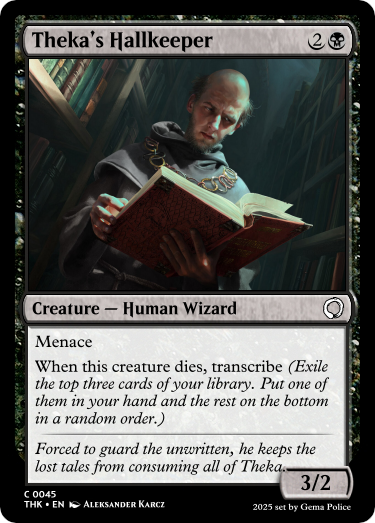 Theka's Hallkeeper 2
Creature — Human Wizard
Menace
When this creature dies, transcribe (Exile
the top three cards of your library. Put one of
them in your hand and the rest on the bottom
in a random order.)
Forced to guard the unwritten, he keeps the
lost tales from consuming all of Theka.
3/2
C 0045
THK • EN Aleksander Karcz
2025 set by Gema Police